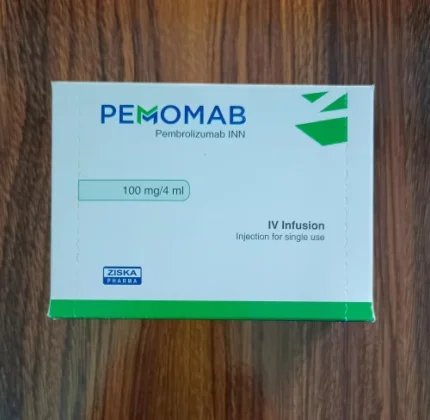 PEMOMAB
Pembrolizumab INN
100 mg/4 ml
IV Infusion
Injection for single use
ZISKA
PHARMA